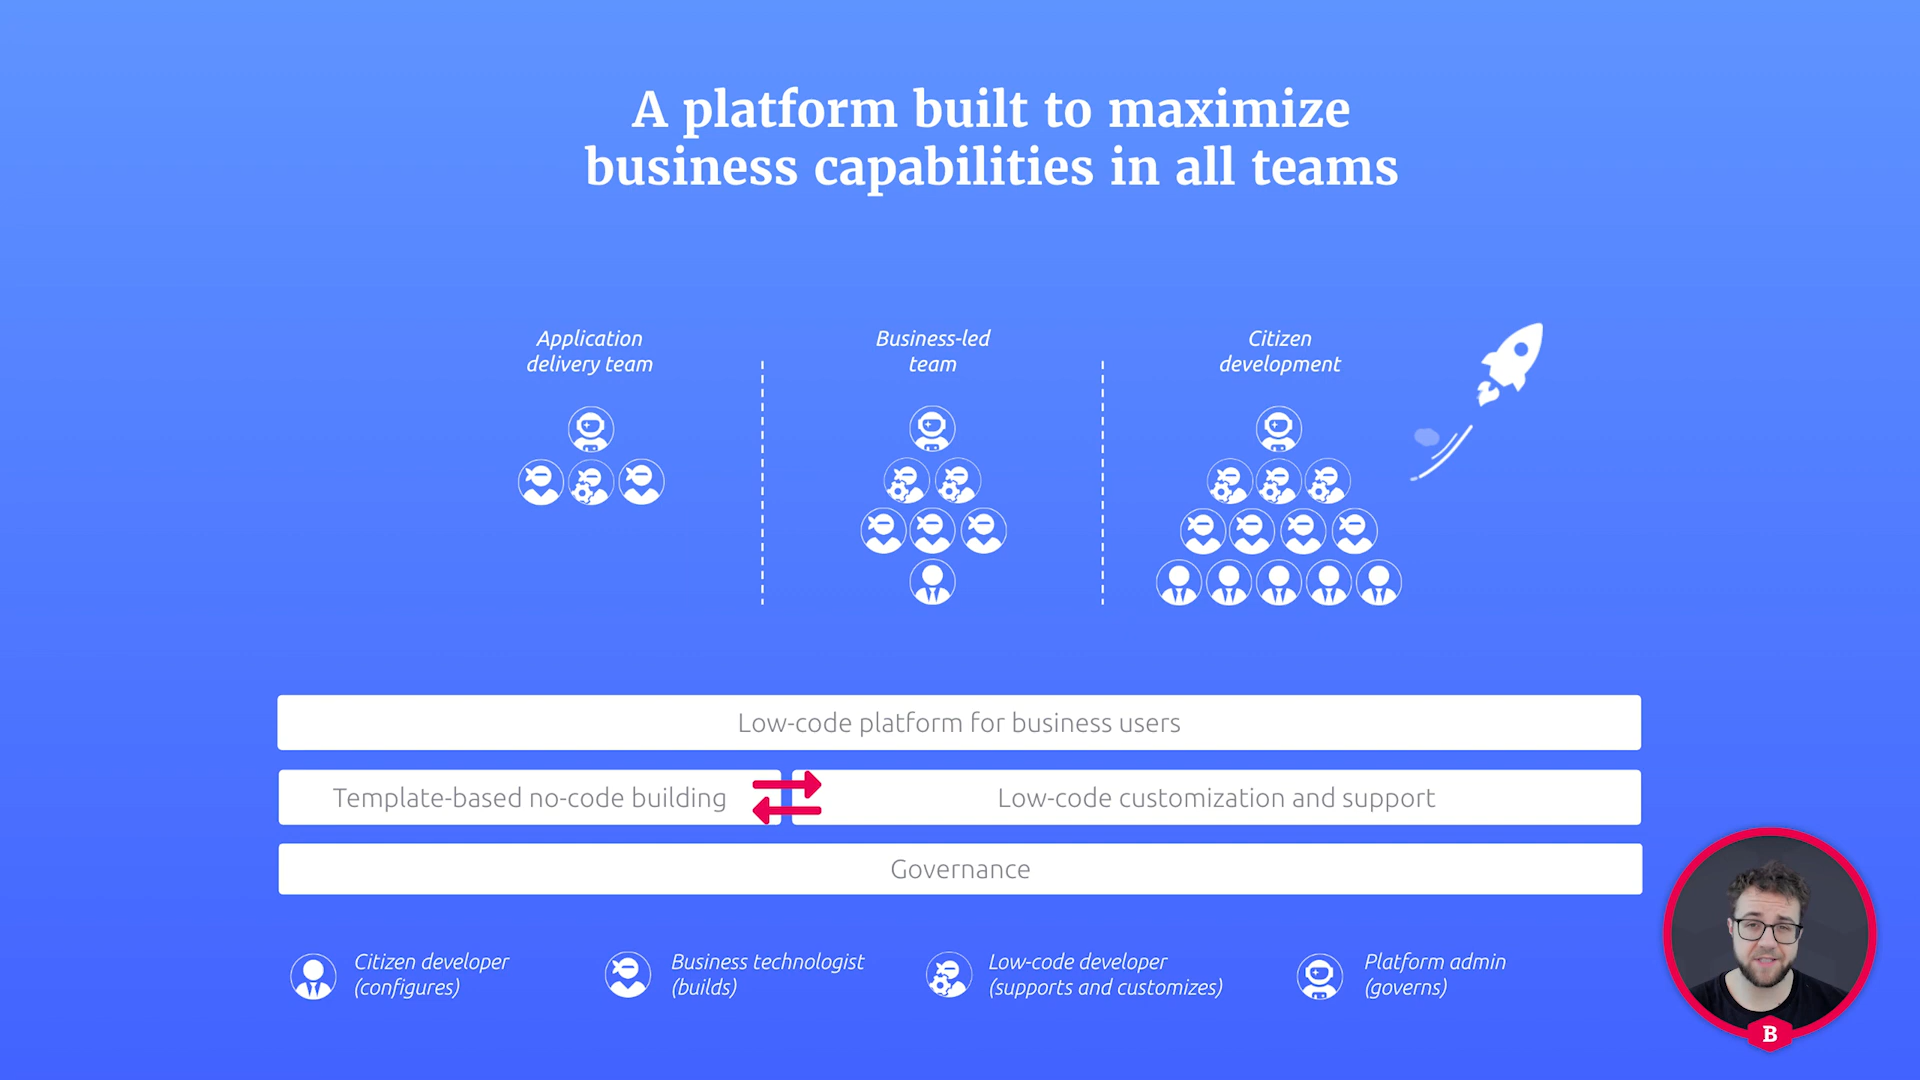 A platform built to maximize
business capabilities in all teams
Application
delivery team
Business-led
team
Citizen
development
Low-code platform for business users
Template-based no-code building
Low-code customization and support
Governance
Citizen developer
(configures)
Business technologist
(builds)
Low-code developer
(supports and customizes)
Platform admin
(governs)
B